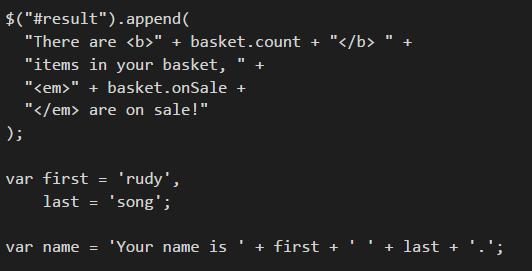 $("#result").append(
  "There are <b>" + basket.count + "</b> " +
  "items in your basket, " +
  "<em>" + basket.onSale +
  "</em> are on sale!"
);

var first = 'rudy',
    last = 'song';

var name = 'Your name is ' + first + ' ' + last + '.';